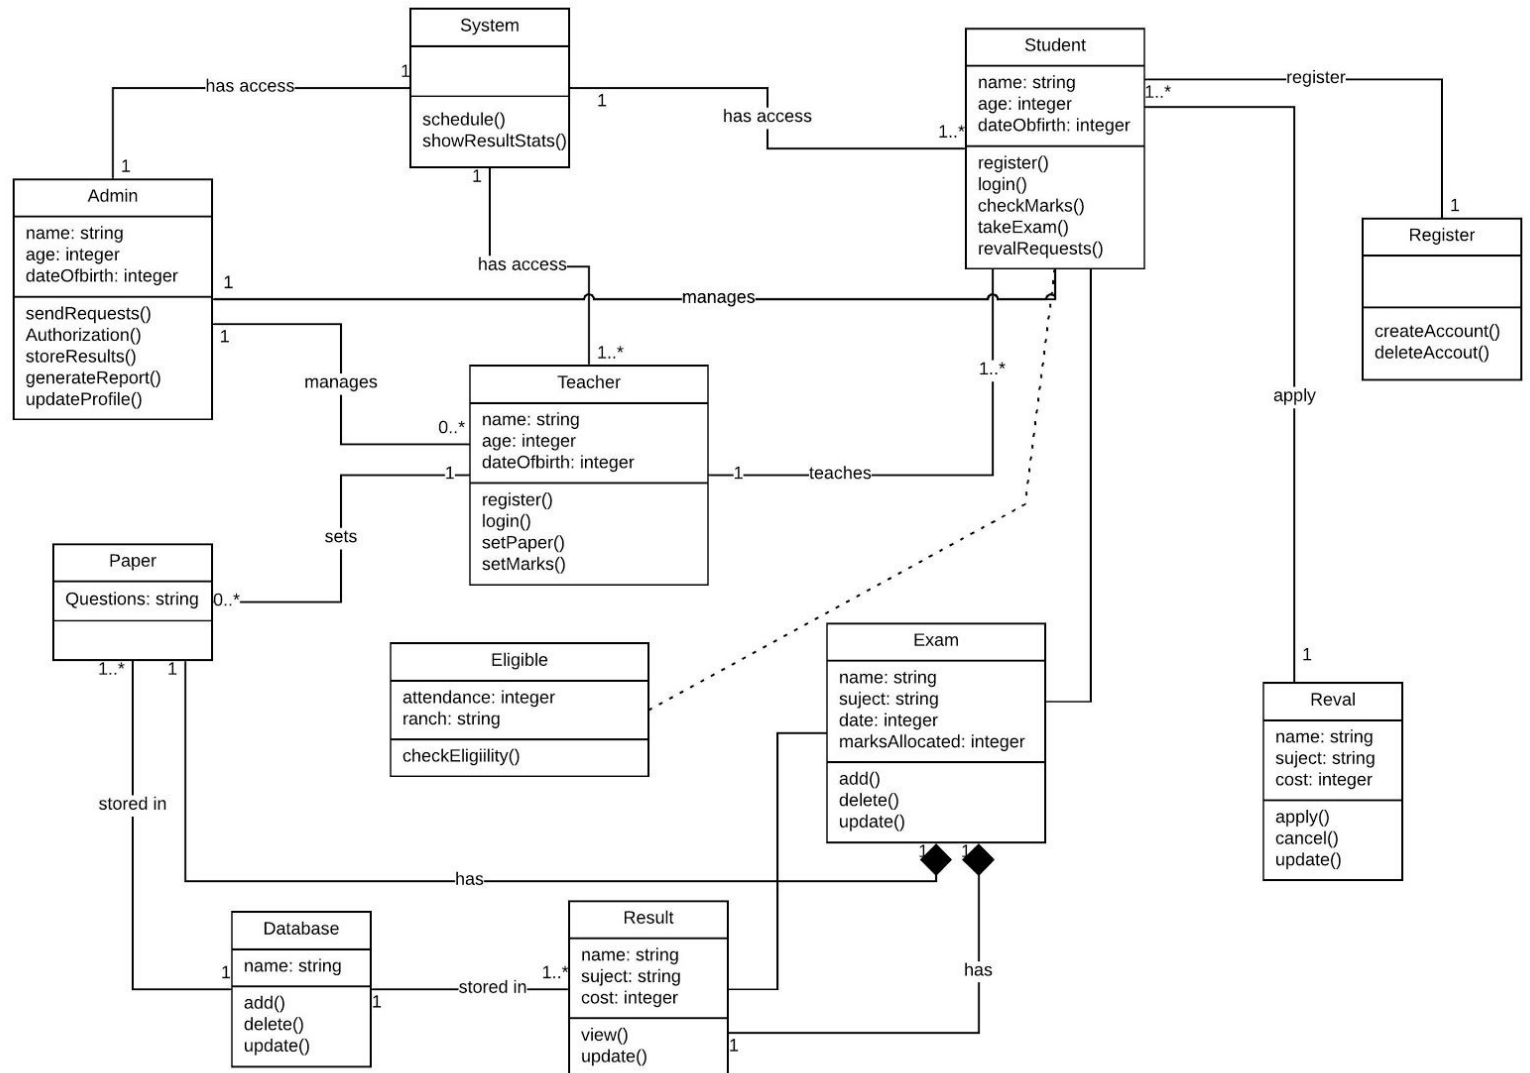 System
schedule()
showResultStats()
1
has access
1
1
has access
1..*
1
has access
1..*
Student
name: string
age: integer
dateObfirth: integer
register()
login()
checkMarks()
takeExam()
revalRequests()
1..*
register
1
Register
createAccount()
deleteAccout()
apply
1
Admin
name: string
age: integer
dateOfbirth: integer
sendRequests()
Authorization()
storeResults()
generateReport()
updateProfile()
1
manages
1
manages
0..*
Teacher
name: string
age: integer
dateOfbirth: integer
register()
login()
setPaper()
setMarks()
1
teaches
1..*
1
sets
0..*
Paper
Questions: string
1..*
1
stored in
has
Eligible
attendance: integer
ranch: string
checkEligiility()
Exam
name: string
suject: string
date: integer
marksAllocated: integer
add()
delete()
update()
1
1
Reval
name: string
suject: string
cost: integer
apply()
cancel()
update()
Database
name: string
add()
delete()
update()
1
1
stored in
1..*
Result
name: string
suject: string
cost: integer
view()
update()
1
has